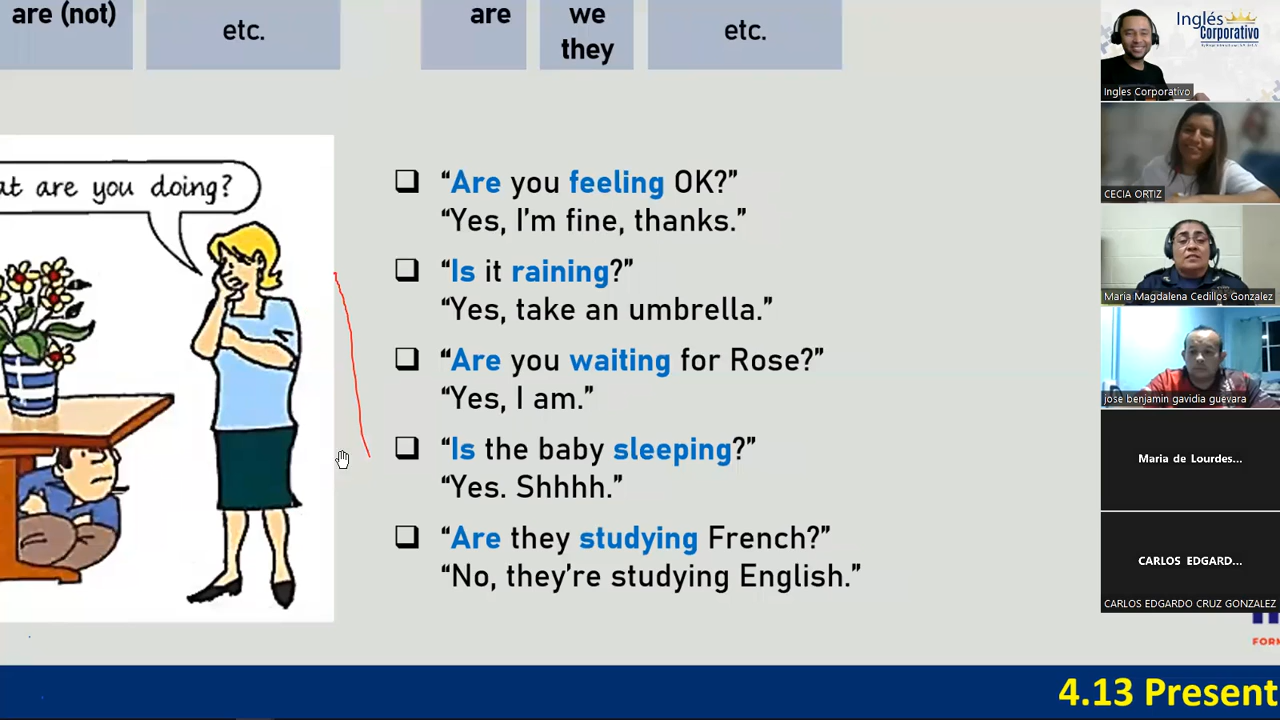 are (not)
etc.
are
we
they
etc.
at are you doing?
“Are you feeling OK?”
“Yes, I’m fine, thanks.”
“Is it raining?”
“Yes, take an umbrella.”
“Are you waiting for Rose?”
“Yes, I am.”
“Is the baby sleeping?”
“Yes. Shhhh.”
“Are they studying French?”
“No, they’re studying English.”
4.13 Present
Inglés
Corporativo
Ingles Corporativo
CECIA ORTIZ
Maria Magdalena Cedillos Gonzalez
jose benjamin gavidia guevara
Maria de Lourdes...
CARLOS EDGARD...
CARLOS EDGARDO CRUZ GONZALEZ
FORM